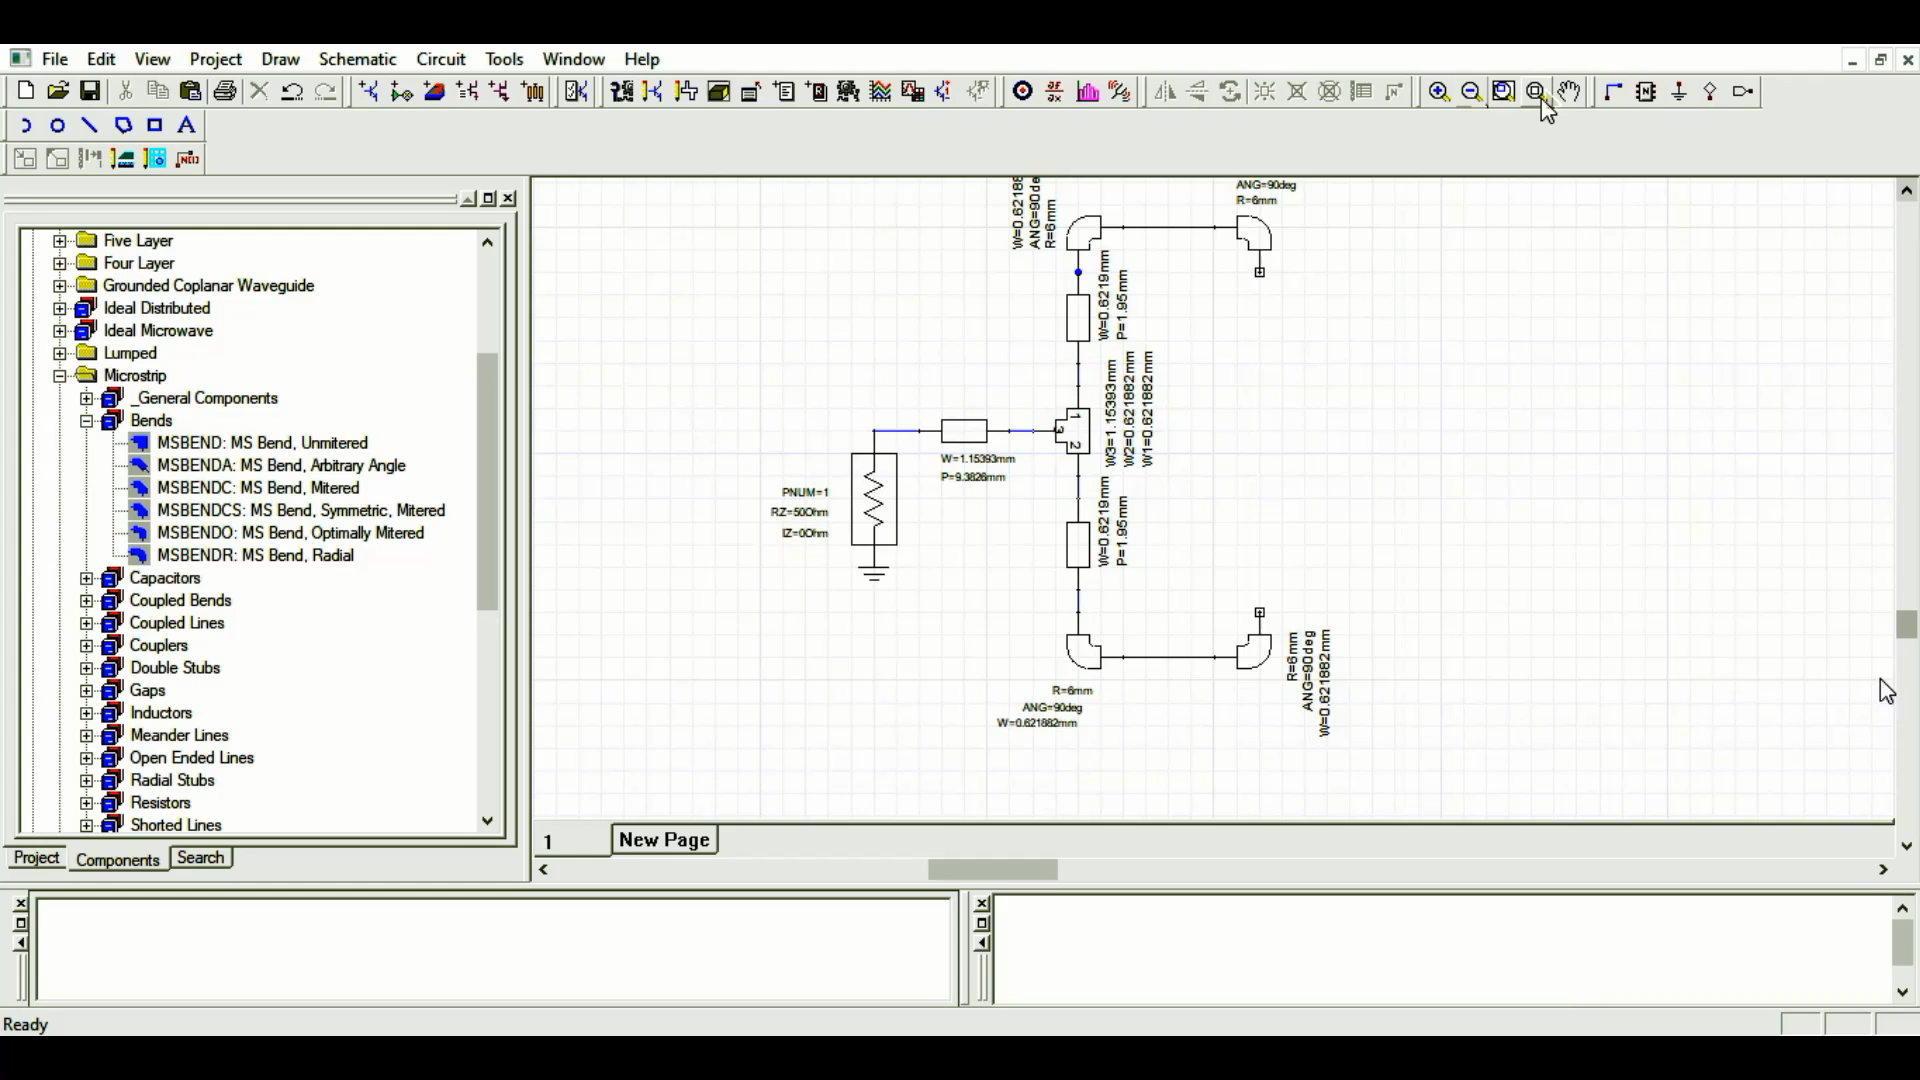 File Edit View Project Draw Schematic Circuit Tools Window Help
Five Layer
Four Layer
Grounded Coplanar Waveguide
Ideal Distributed
Ideal Microwave
Lumped
Microstrip
_General Components
Bends
MSBEND: MS Bend, Unmitered
MSBENDA: MS Bend, Arbitrary Angle
MSBENDC: MS Bend, Mitered
MSBENDCS: MS Bend, Symmetric, Mitered
MSBENDO: MS Bend, Optimally Mitered
MSBENDR: MS Bend, Radial
Capacitors
Coupled Bends
Coupled Lines
Couplers
Double Stubs
Gaps
Inductors
Meander Lines
Open Ended Lines
Radial Stubs
Resistors
Shorted Lines
Project Components Search
W=0.62188
ANG=90de
R=6mm
ANG=90deg
R=6mm
W=0.6219mm
P=1.95mm
W3=1.15393mm
W2=0.621882mm
W1=0.621882mm
1
2
3
W=1.15393mm
P=9.3826mm
PNUM=1
RZ=50Ohm
IZ=0Ohm
W=0.6219mm
P=1.95mm
R=6mm
ANG=90deg
W=0.621882mm
R=6mm
ANG=90deg
W=0.621882mm
1 New Page
Ready